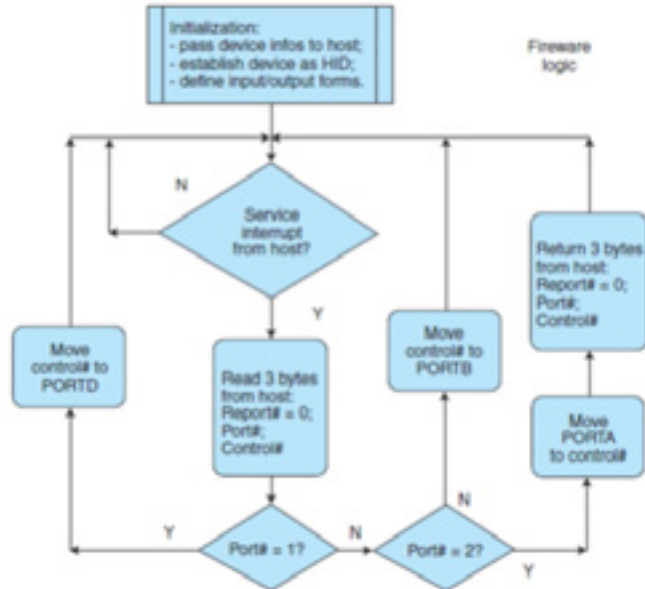 Initialization:
- pass device infos to host;
- establish device as HID;
- define input/output forms.
Fireware
logic
N
Service
interrupt
from host?
Y
Return 3 bytes
from host:
Report# = 0;
Port#;
Control#
Move
control# to
PORTD
Read 3 bytes
from host:
Report# = 0;
Port#;
Control#
Move
control# to
PORTB
Move
PORTA
to control#
Y
Port# = 1?
N
Port# = 2?
N
Y